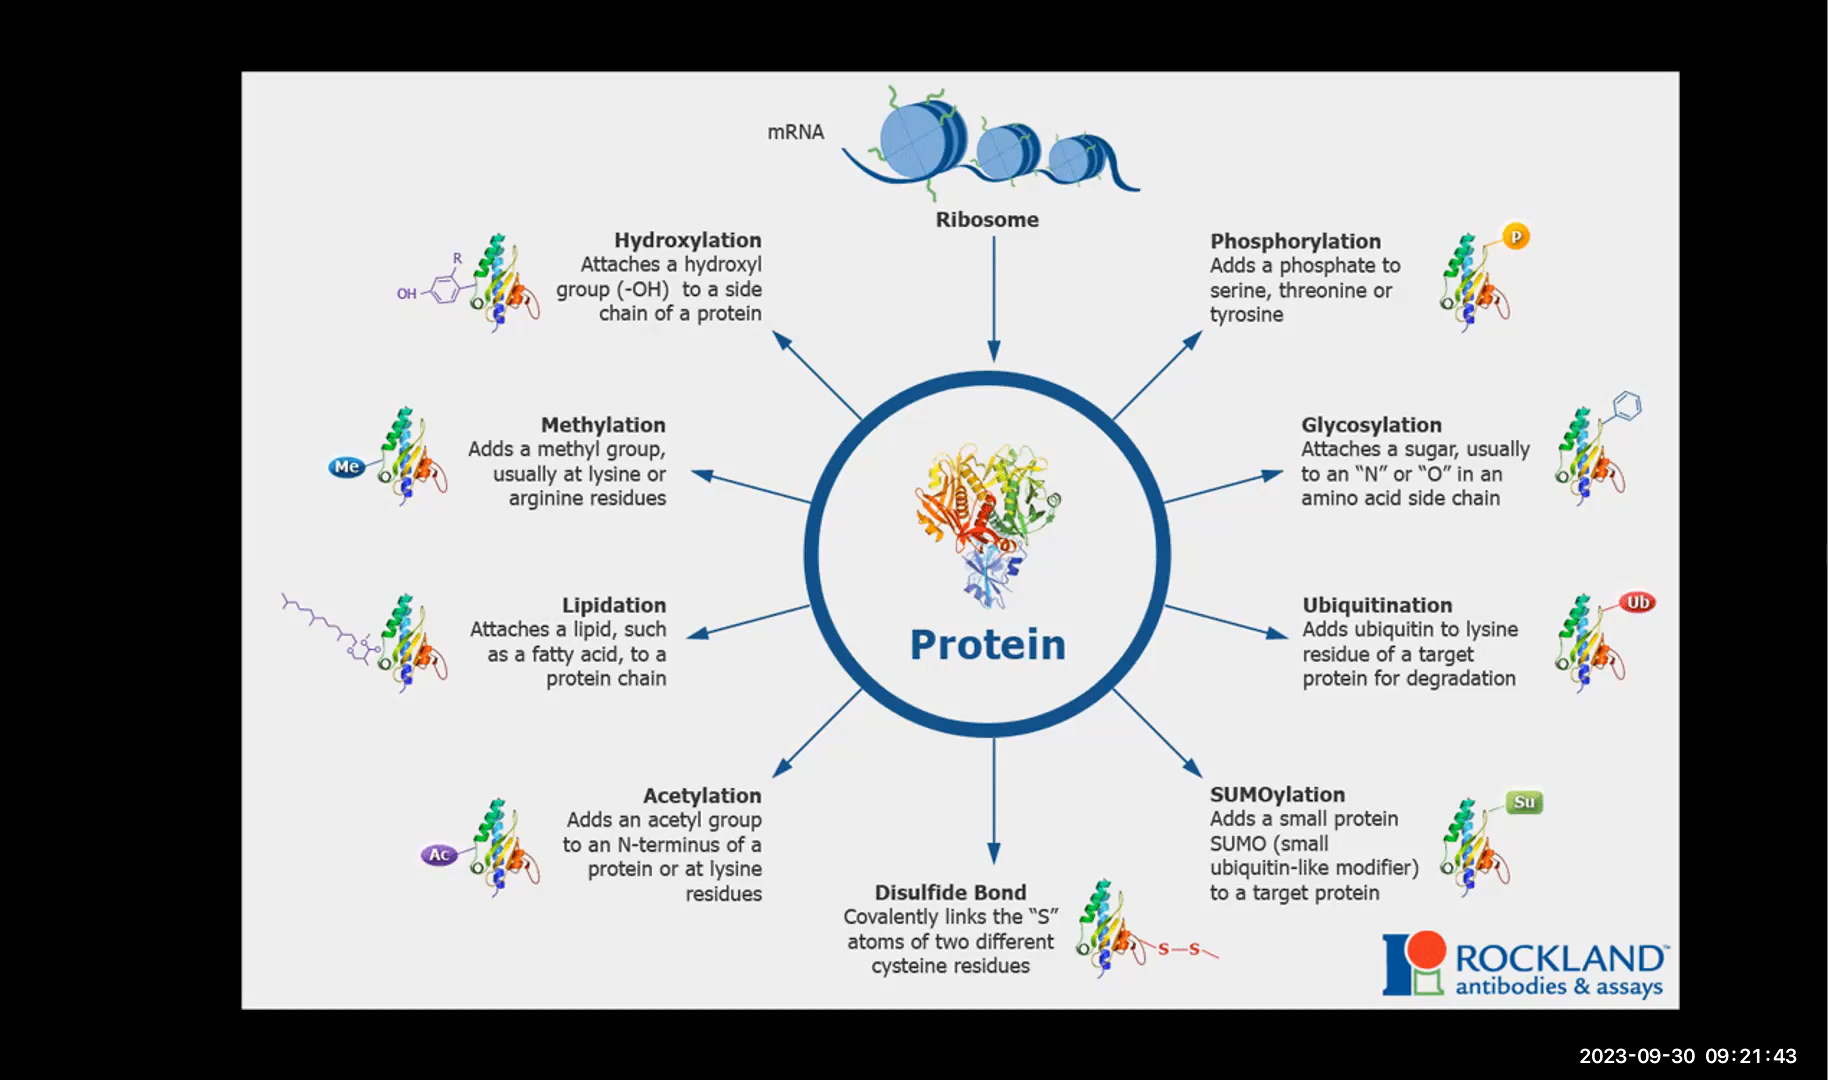 mRNA
Ribosome
Hydroxylation
Attaches a hydroxyl
group (-OH) to a side
chain of a protein
R
OH
Phosphorylation
Adds a phosphate to
serine, threonine or
tyrosine
P
Methylation
Adds a methyl group,
usually at lysine or
arginine residues
Me
Glycosylation
Attaches a sugar, usually
to an “N” or “O” in an
amino acid side chain
Lipidation
Attaches a lipid, such
as a fatty acid, to a
protein chain
Protein
Ubiquitination
Adds ubiquitin to lysine
residue of a target
protein for degradation
Ub
Acetylation
Adds an acetyl group
to an N-terminus of a
protein or at lysine
residues
Ac
Disulfide Bond
Covalently links the “S”
atoms of two different
cysteine residues
S—S
SUMOylation
Adds a small protein
SUMO (small
ubiquitin-like modifier)
to a target protein
Su
ROCKLAND™
antibodies & assays
2023-09-30 09:21:43